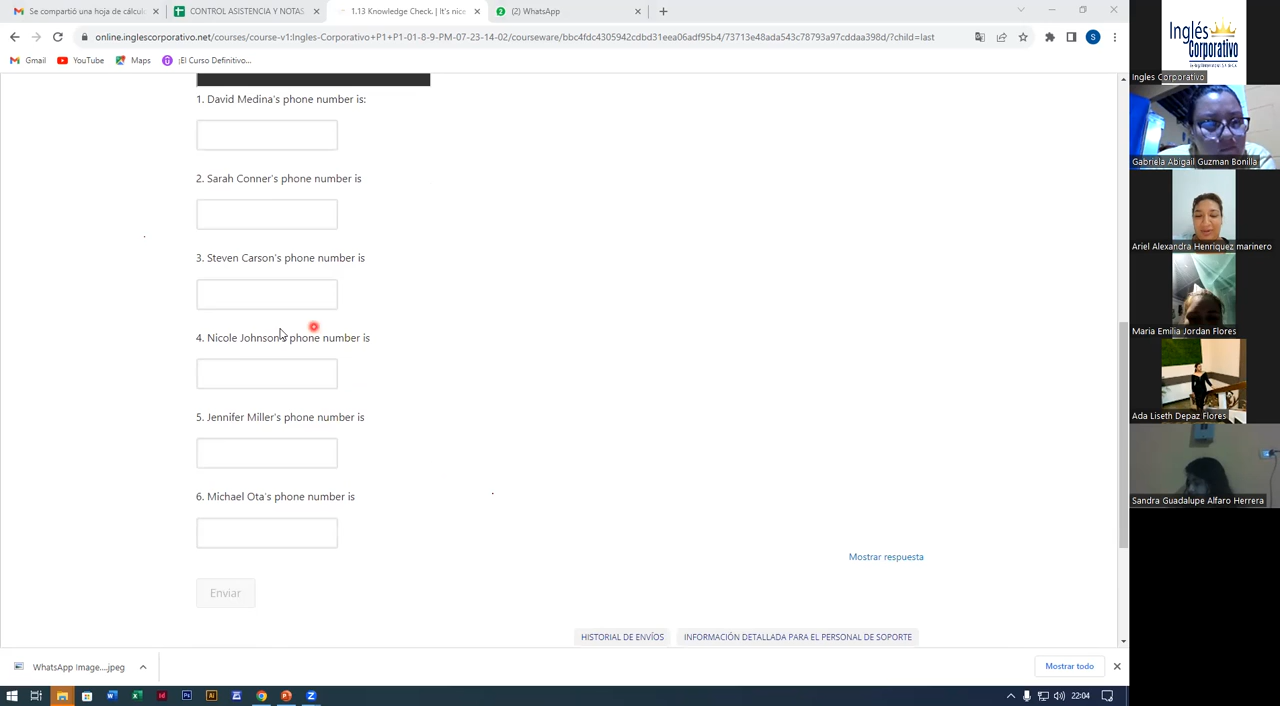 Se compartió una hoja de cálcul
CONTROL ASISTENCIA Y NOTAS
1.13 Knowledge Check. | It's nice
(2) WhatsApp
online.inglescorporativo.net/courses/course-v1:Ingles-Corporativo+P1+P1-01-8-9-PM-07-23-14-02/courseware/bbc4fdc4305942cdbd31eea06adf95b4/73713e48ada543c78793a97cddaa398d/?child=last
Gmail
YouTube
Maps
¡El Curso Definitivo...
1. David Medina's phone number is:
2. Sarah Conner's phone number is
3. Steven Carson's phone number is
4. Nicole Johnson's phone number is
5. Jennifer Miller's phone number is
6. Michael Ota's phone number is
Mostrar respuesta
Enviar
HISTORIAL DE ENVÍOS
INFORMACIÓN DETALLADA PARA EL PERSONAL DE SOPORTE
WhatsApp Image....jpeg
Mostrar todo
22:04
Inglés
Corporativo
Ingles Corporativo
Gabriela Abigail Guzman Bonilla
Ariel Alexandra Henriquez marinero
Maria Emilia Jordan Flores
Ada Liseth Depaz Flores
Sandra Guadalupe Alfaro Herrera